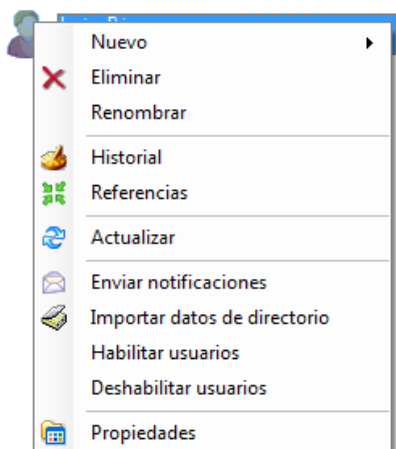 Nuevo
Eliminar
Renombrar
Historial
Referencias
Actualizar
Enviar notificaciones
Importar datos de directorio
Habilitar usuarios
Deshabilitar usuarios
Propiedades